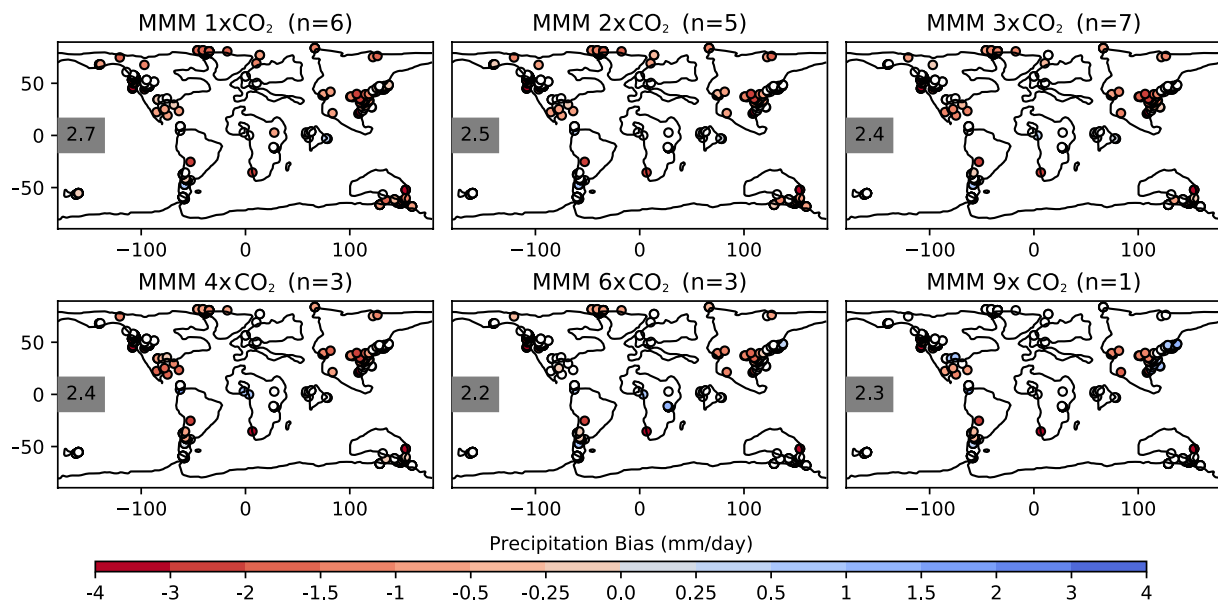 MMM 1xCO₂ (n=6)
MMM 2xCO₂ (n=5)
MMM 3xCO₂ (n=7)
50
0
−50
2.7
2.5
2.4
−100 0 100
−100 0 100
−100 0 100
MMM 4xCO₂ (n=3)
MMM 6xCO₂ (n=3)
MMM 9x CO₂ (n=1)
50
0
−50
2.4
2.2
2.3
−100 0 100
−100 0 100
−100 0 100
Precipitation Bias (mm/day)
-4 -3 -2 -1.5 -1 -0.5 -0.25 0.0 0.25 0.5 1 1.5 2 3 4